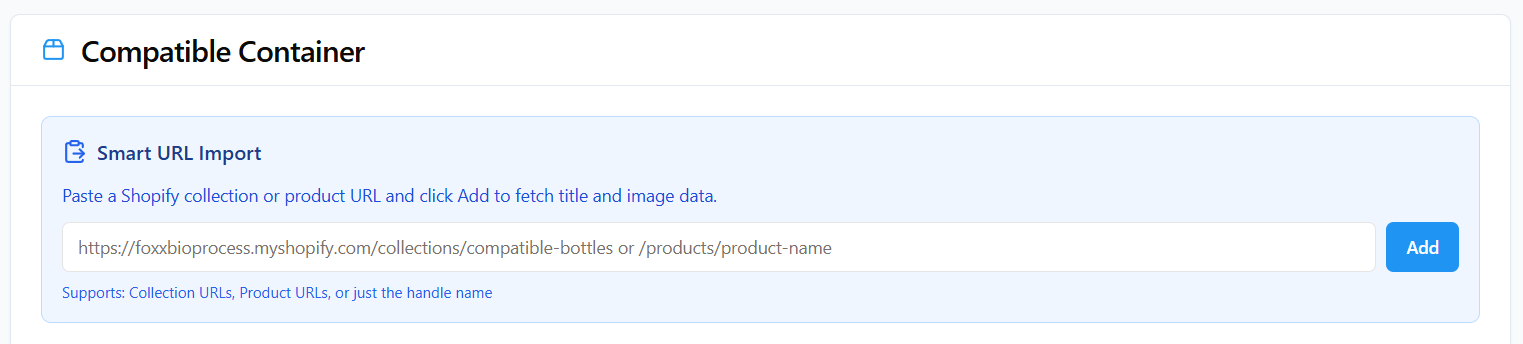 Compatible Container
Smart URL Import
Paste a Shopify collection or product URL and click Add to fetch title and image data.
https://foxxbioprocess.myshopify.com/collections/compatible-bottles or /products/product-name
Add
Supports: Collection URLs, Product URLs, or just the handle name